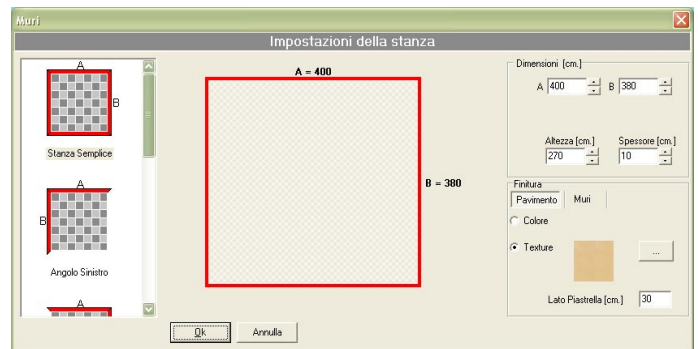 Muri
Impostazioni della stanza
A
B
Stanza Semplice
A
B
Angolo Sinistro
A
A = 400
B = 380
Dimensioni [cm.]
A 400 B 380
Altezza [cm.] Spessore [cm.]
270 10
Finitura
Pavimento Muri
Colore
Texture ...
Lato Piastrella [cm.] 30
Ok Annulla